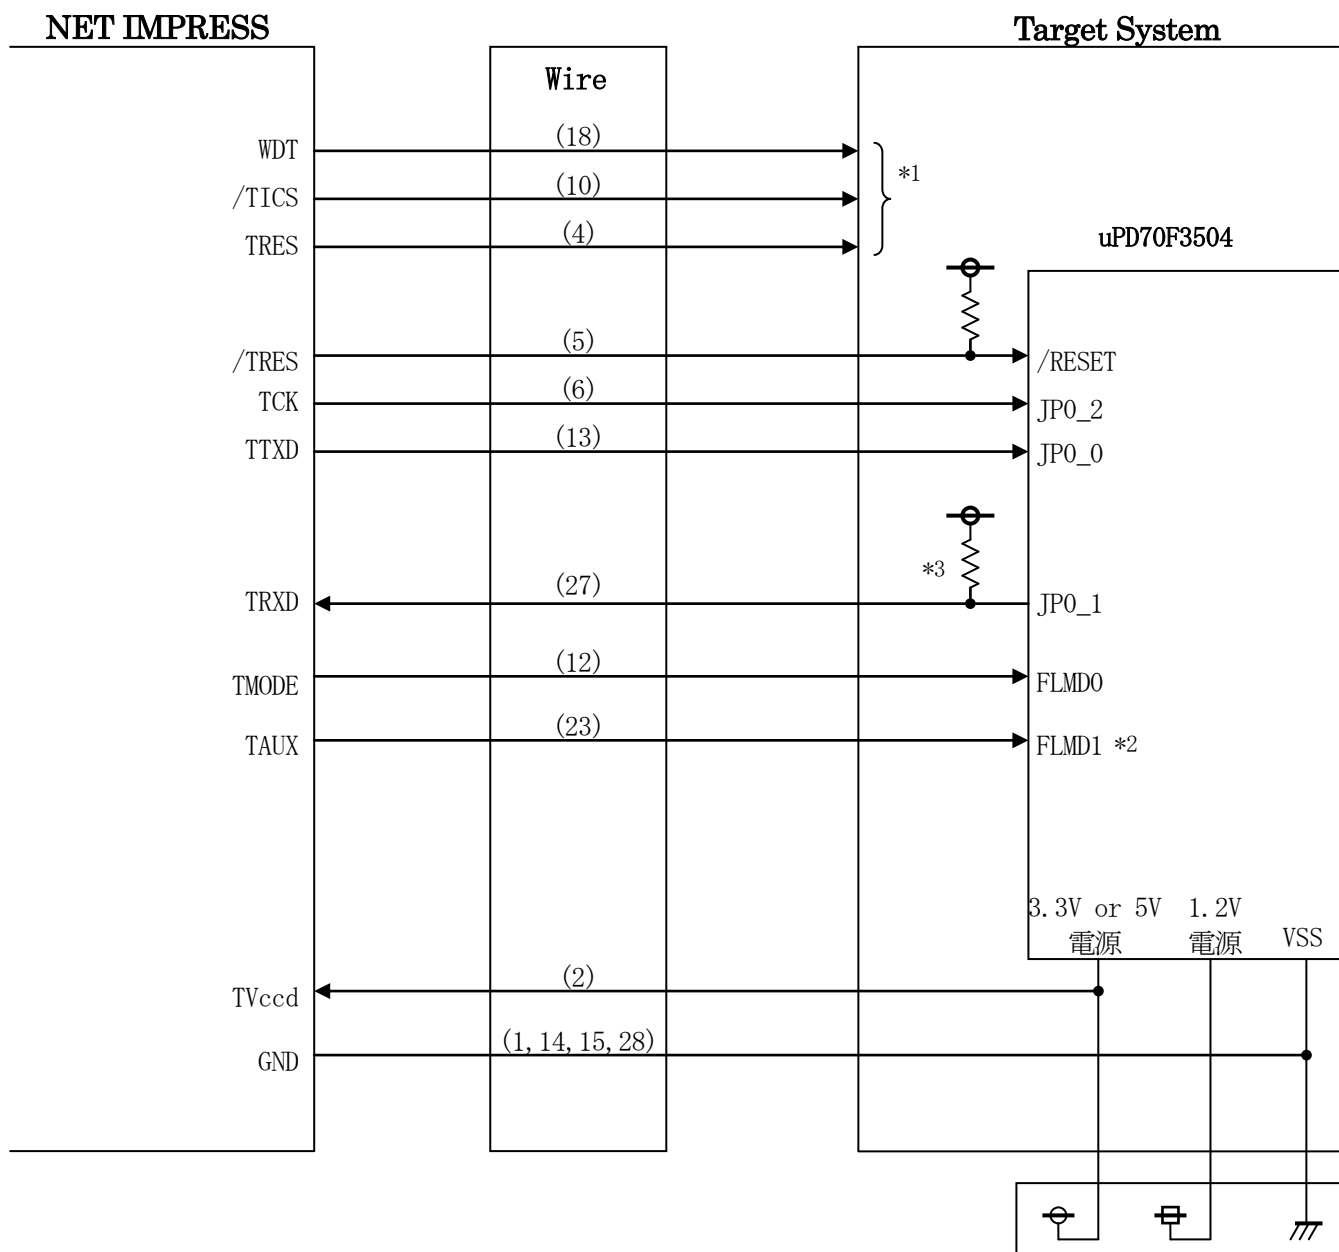 NET IMPRESS
Target System
Wire
WDT (18)
*1
/TICS (10)
TRES (4)
uPD70F3504
/TRES (5) /RESET
TCK (6) JP0_2
TTXD (13) JP0_0
*3
TRXD (27) JP0_1
TMODE (12) FLMD0
TAUX (23) FLMD1 *2
3.3V or 5V 1.2V
電源 電源 VSS
TVccd (2)
GND (1,14,15,28)